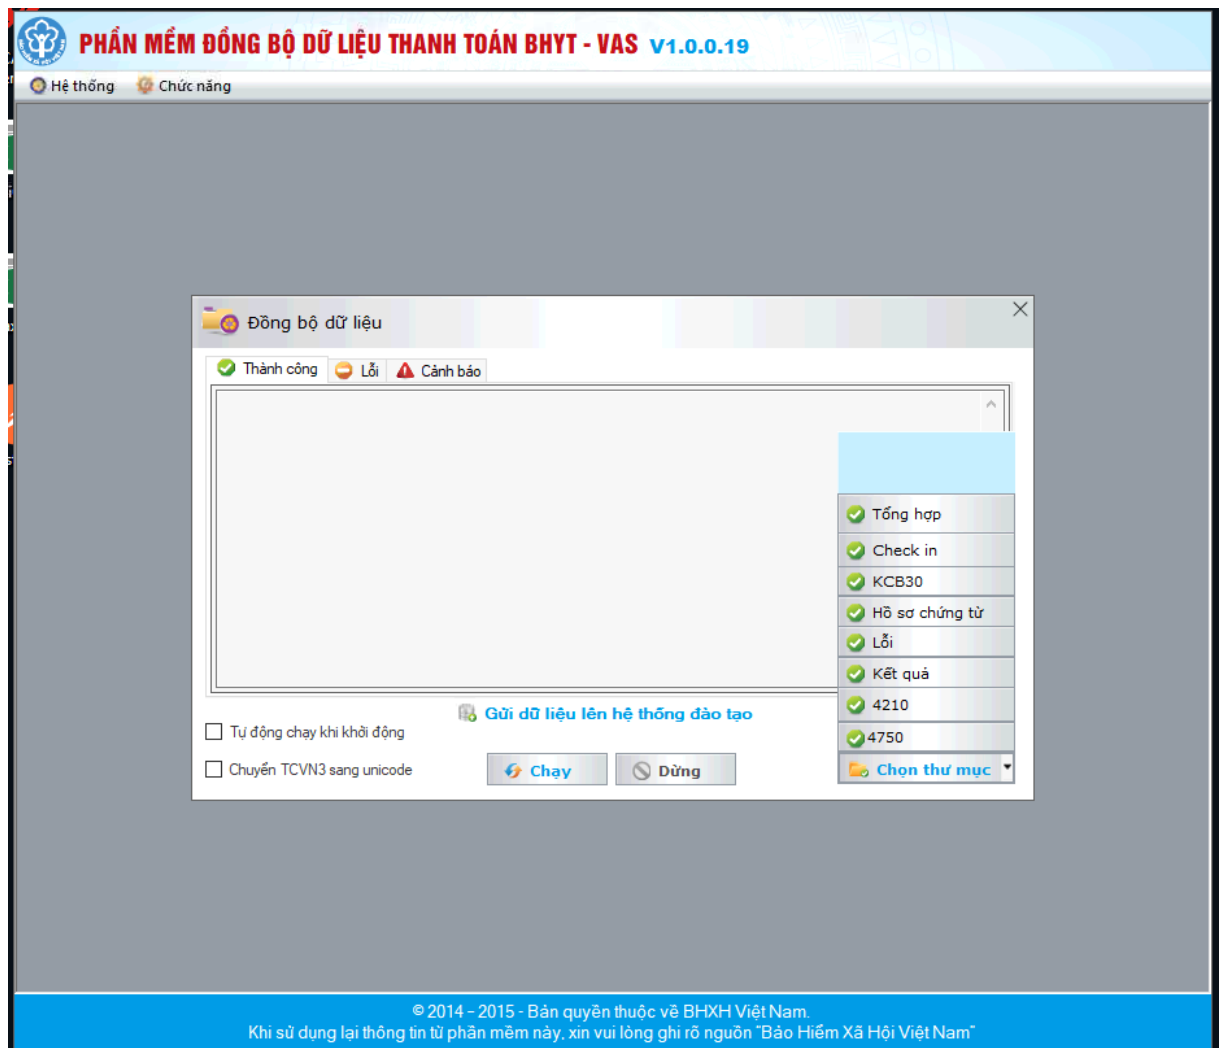 PHẦN MỀM ĐỒNG BỘ DỮ LIỆU THANH TOÁN BHYT - VAS V1.0.0.19
Hệ thống Chức năng
Đồng bộ dữ liệu
Thành công Lỗi Cảnh báo
Tổng hợp
Check in
KCB30
Hồ sơ chứng từ
Lỗi
Kết quả
4210
4750
Chọn thư mục
Gửi dữ liệu lên hệ thống đào tạo
Tự động chạy khi khởi động
Chuyển TCVN3 sang unicode
Chạy Dừng
© 2014 - 2015 - Bản quyền thuộc về BHXH Việt Nam.
Khi sử dụng lại thông tin từ phần mềm này, xin vui lòng ghi rõ nguồn "Bảo Hiểm Xã Hội Việt Nam"